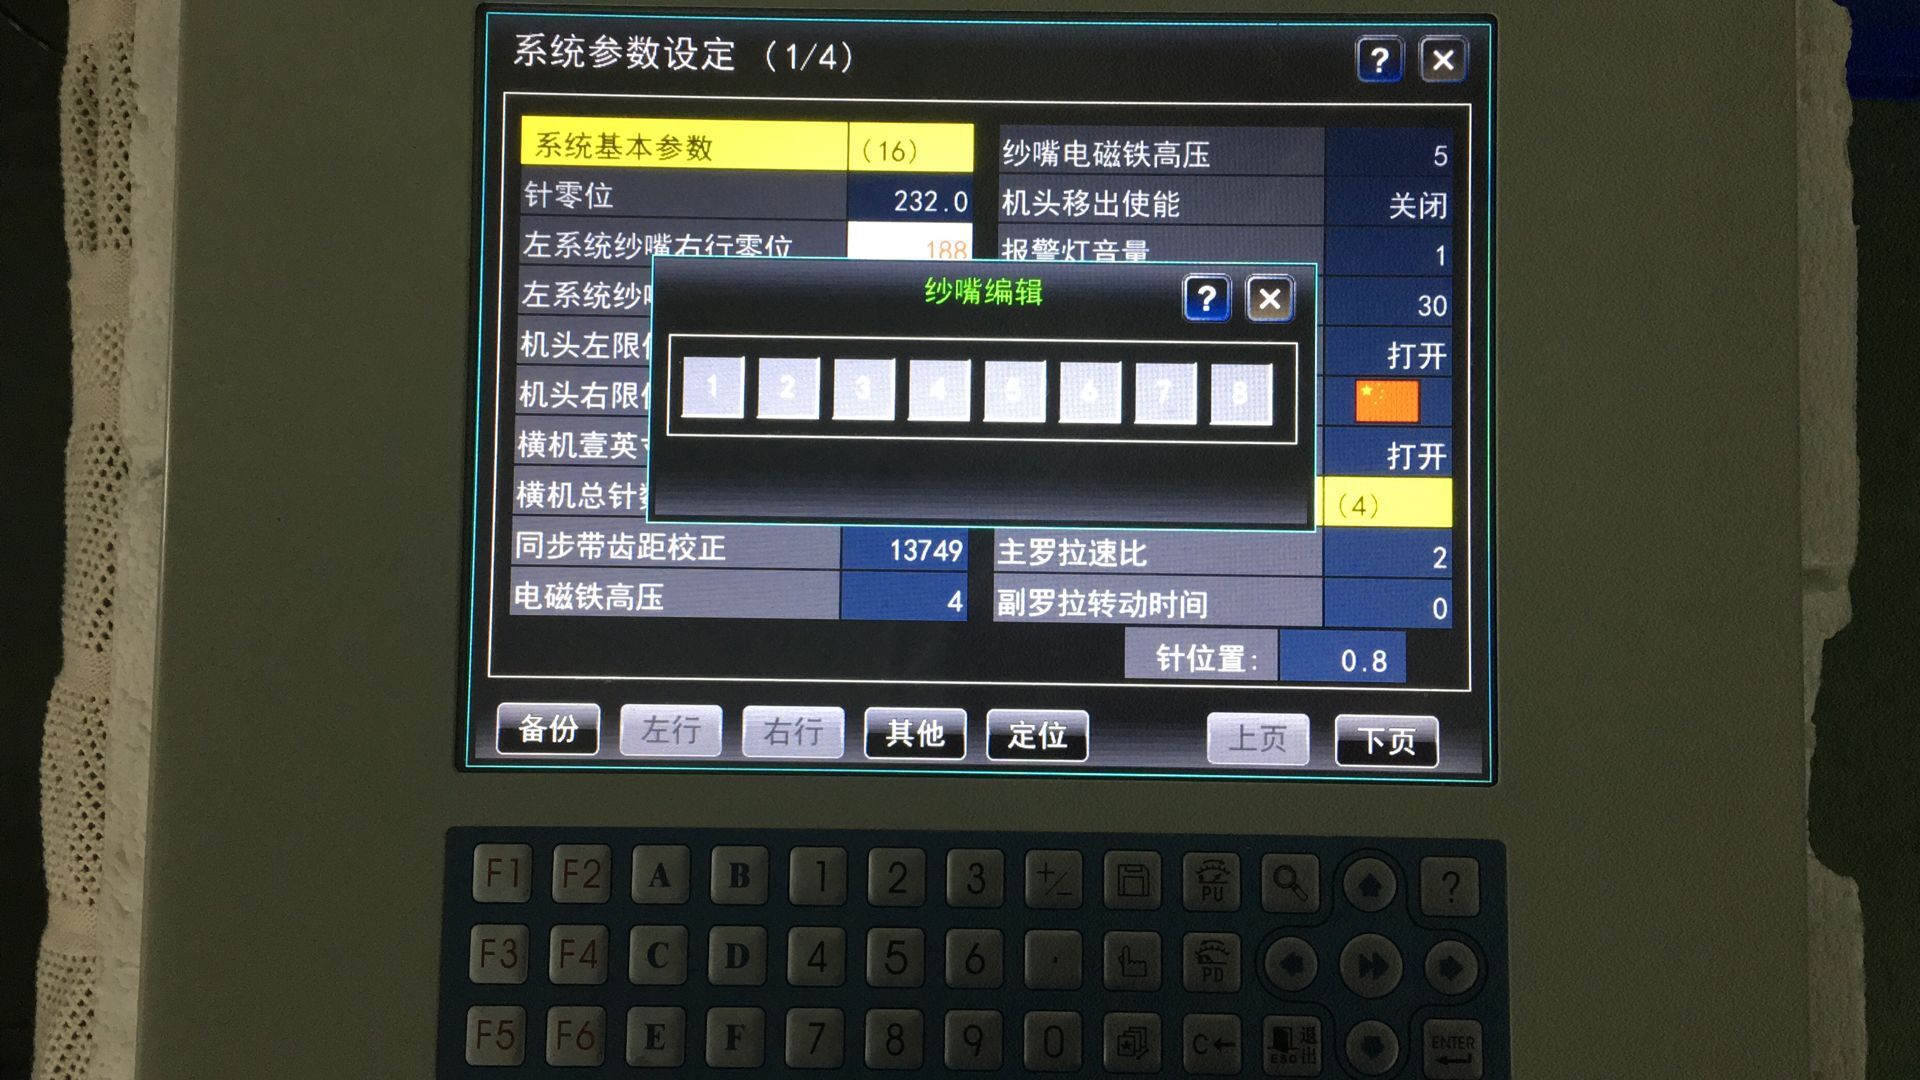 系统参数设定 (1/4)
? ×
系统基本参数 (16)
针零位 232.0
左系统纱嘴右行零位 188
左系统纱
机头左限
机头右限
横机壹英
横机总针
同步带齿距校正 13749
电磁铁高压 4
纱嘴电磁铁高压 5
机头移出使能 关闭
报警灯音量 1
30
打开
打开
(4)
主罗拉速比 2
副罗拉转动时间 0
针位置: 0.8
纱嘴编辑
? ×
1 2 3 4 5 6 7 8
备份 左行 右行 其他 定位 上页 下页
F1 F2 A B 1 2 3 +/- PU ?
F3 F4 C D 4 5 6 . PD
F5 F6 E F 7 8 9 0 C← ESC 退出 ENTER